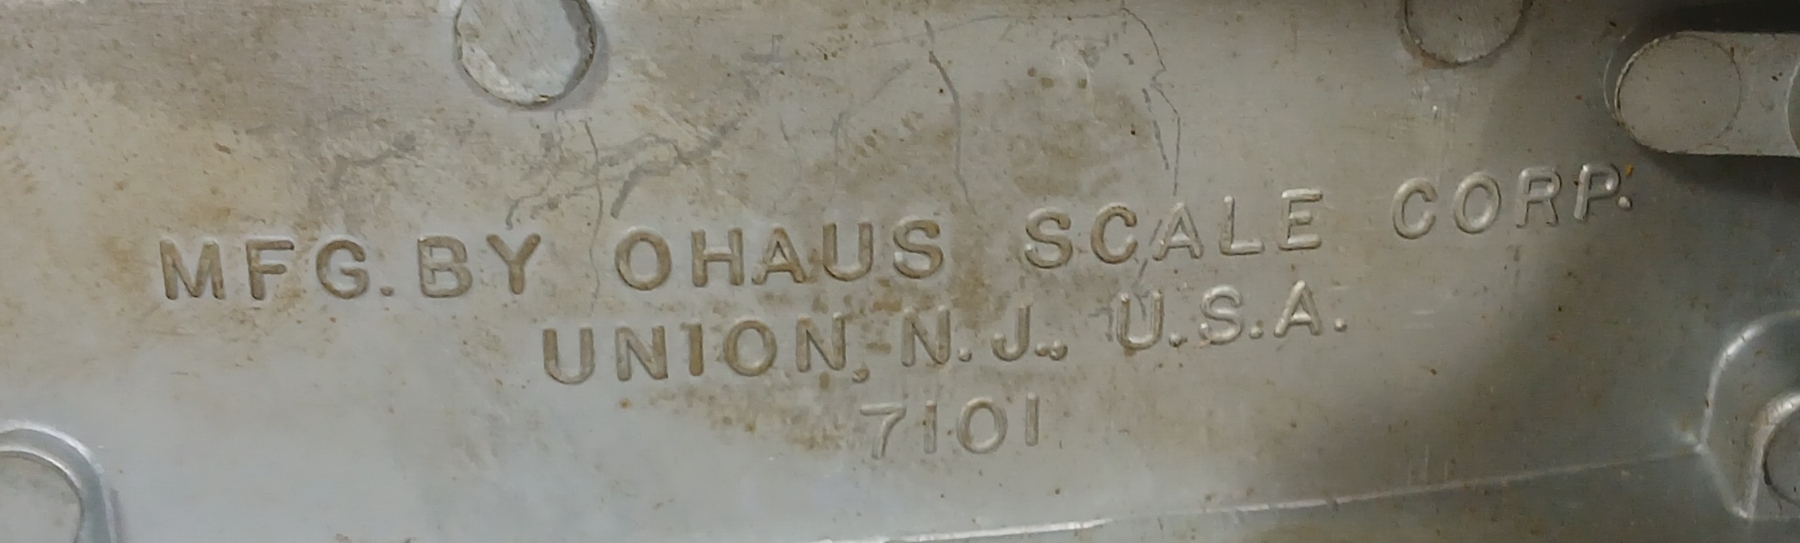 MFG. BY OHAUS SCALE CORP.
UNION, N.J., U.S.A.
7101